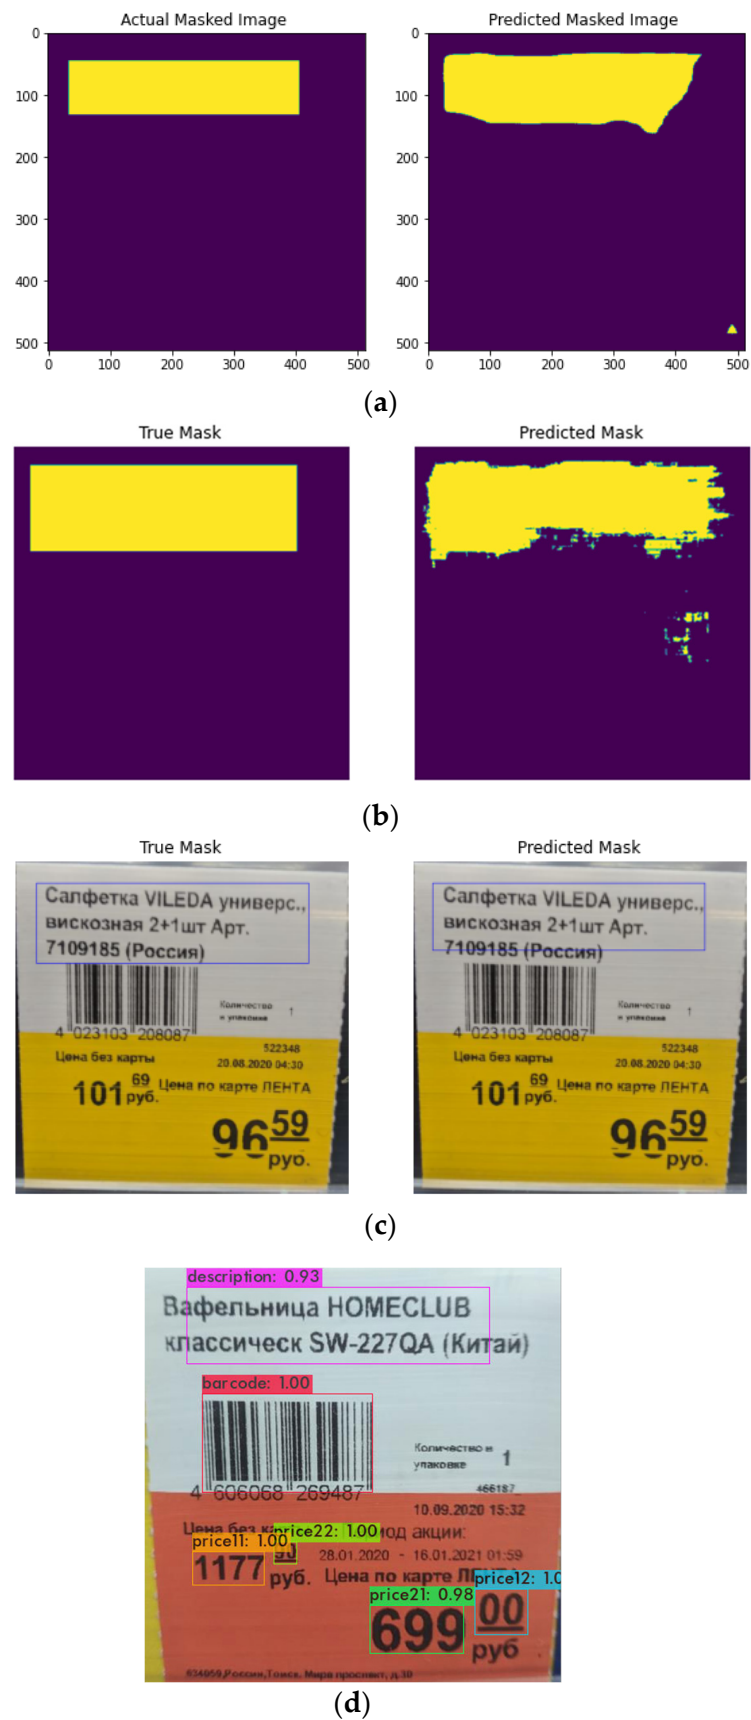 Actual Masked Image
Predicted Masked Image
0
100
200
300
400
500
0 100 200 300 400 500
0
100
200
300
400
500
0 100 200 300 400 500
(a)
True Mask
Predicted Mask
(b)
True Mask
Predicted Mask
Салфетка VILEDA универс.,
вискозная 2+1шт Арт.
7109185 (Россия)
Количество
в упаковке 1
4 023103 208087
522348
Цена без карты
20.08.2020 04:30
101 69 руб.
Цена по карте ЛЕНТА
96 59
руб.
Салфетка VILEDA универс.,
вискозная 2+1шт Арт.
7109185 (Россия)
Количество
в упаковке 1
4 023103 208087
522348
Цена без карты
20.08.2020 04:30
101 69 руб.
Цена по карте ЛЕНТА
96 59
руб.
(c)
description: 0.93
Вафельница HOMECLUB
классическ SW-227QA (Китай)
barcode: 1.00
Количество в
упаковке 1
4 606068 269487
466187
10.09.2020 15:32
Цена без
price22: 1.00
акции:
price11: 1.00
90
28.01.2020 - 16.01.2021 01:59
1177
руб.
Цена по карте
price12: 1.0
price21: 0.98
699
00
руб
634059,Россия,Томск, Мира проспект, д.30
(d)